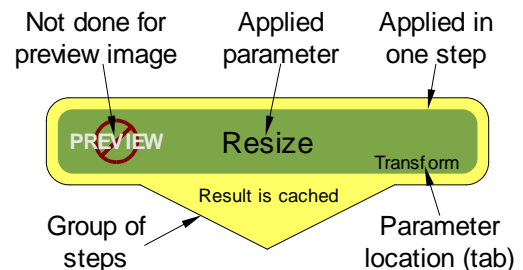 Not done for
preview image
Applied
parameter
Applied in
one step
PREVIEW
Resize
Transform
Result is cached
Group of
steps
Parameter
location (tab)